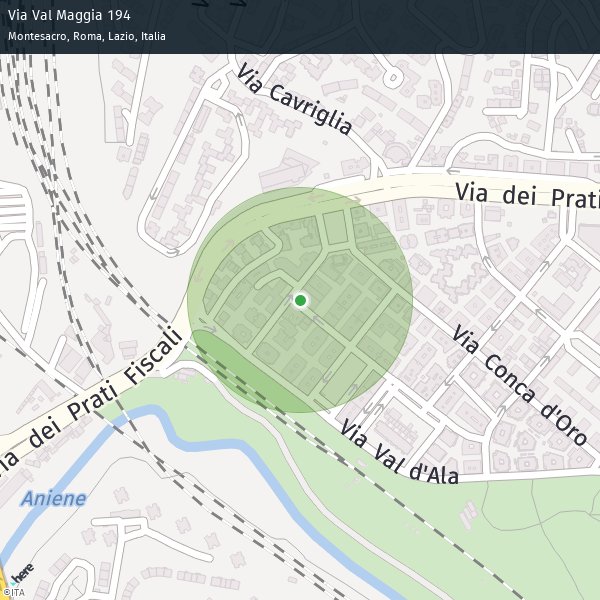 Via Val Maggia 194
Montesacro, Roma, Lazio, Italia
Via Cavriglia
Via dei Prati
Via Conca d'Oro
Via dei Prati Fiscali
Via Val d'Ala
Aniene
here
©ITA